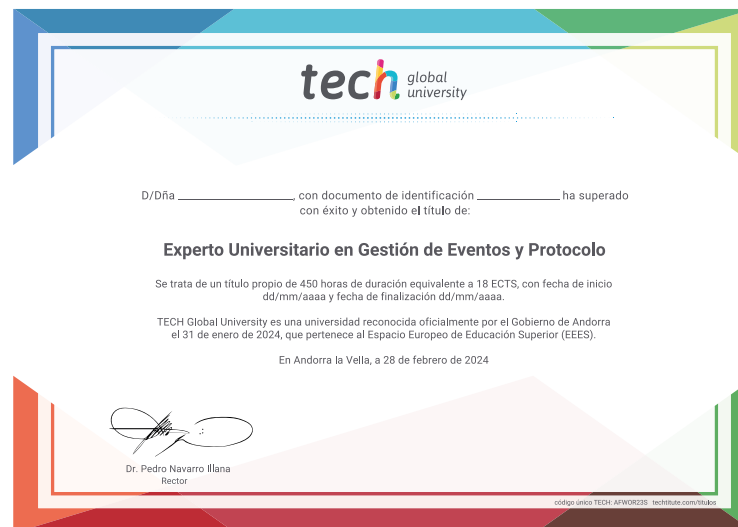 tech global
university
D/Dña ____________, con documento de identificación __________ ha superado
con éxito y obtenido el título de:
Experto Universitario en Gestión de Eventos y Protocolo
Se trata de un título propio de 450 horas de duración equivalente a 18 ECTS, con fecha de inicio
dd/mm/aaaa y fecha de finalización dd/mm/aaaa.
TECH Global University es una universidad reconocida oficialmente por el Gobierno de Andorra
el 31 de enero de 2024, que pertenece al Espacio Europeo de Educación Superior (EEES).
En Andorra la Vella, a 28 de febrero de 2024
Dr. Pedro Navarro Illana
Rector
código único TECH: AFWOR23S techtitute.com/titulos